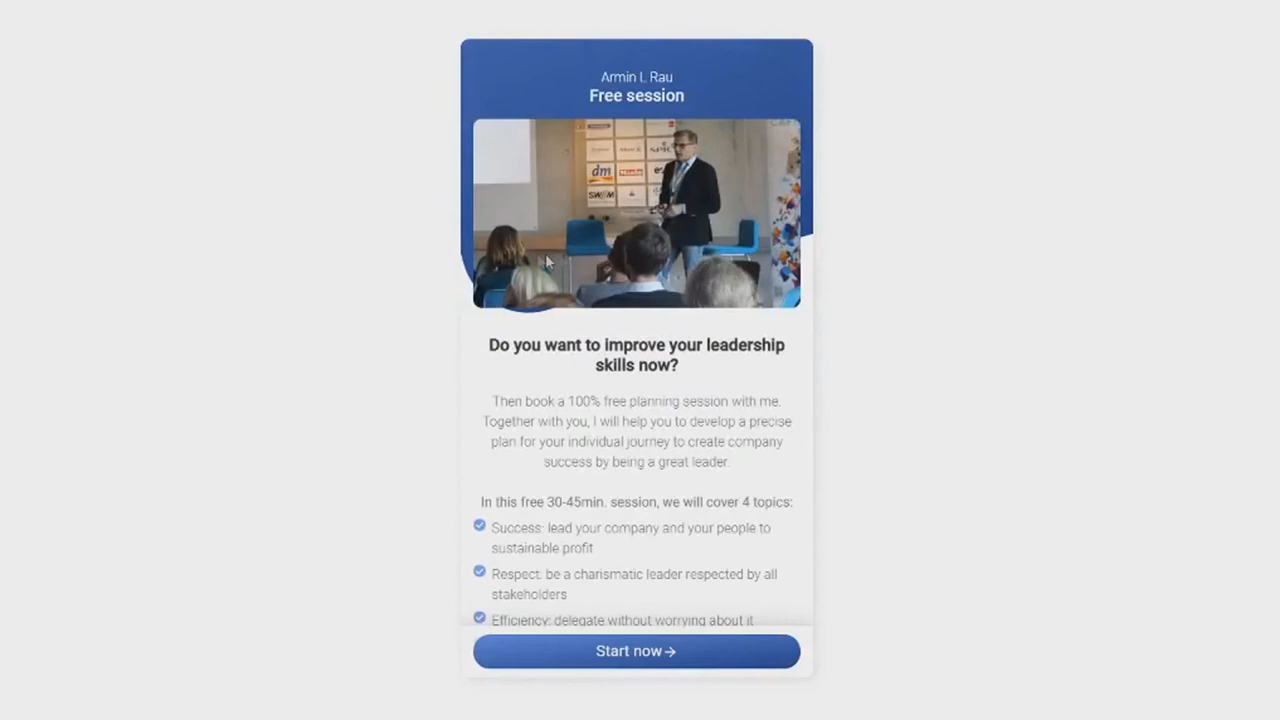 Armin I. Rau
Free session
dm
Miele
SWM
Do you want to improve your leadership
skills now?
Then book a 100% free planning session with me.
Together with you, I will help you to develop a precise
plan for your individual journey to create company
success by being a great leader.
In this free 30-45min. session, we will cover 4 topics:
Success: lead your company and your people to
sustainable profit
Respect: be a charismatic leader respected by all
stakeholders
Efficiency: delegate without worrying about it
Start now→